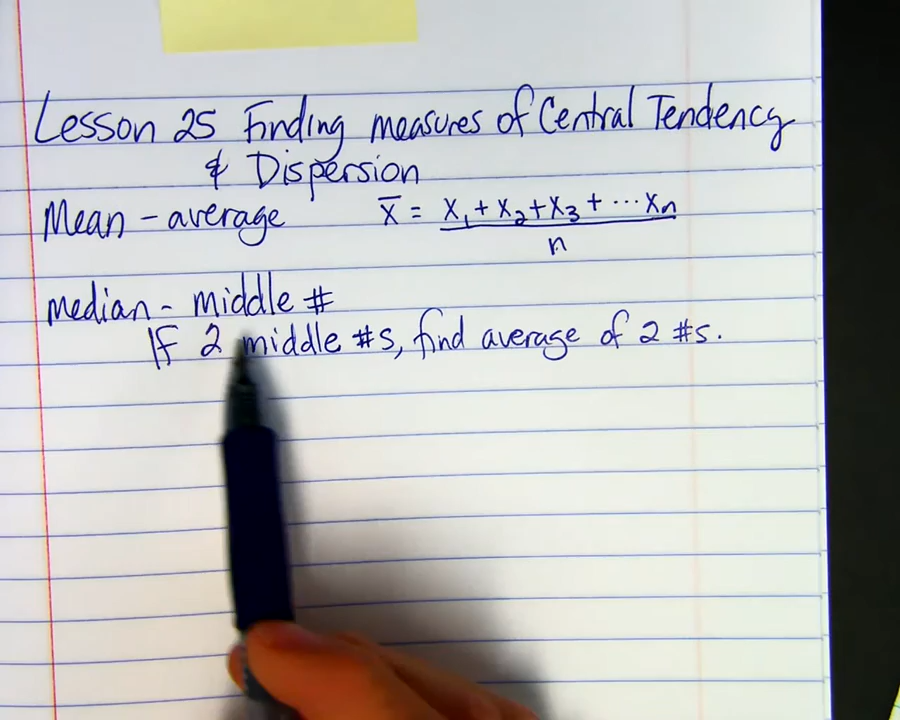 Lesson 25 Finding measures of Central Tendency
& Dispersion
Mean - average x̄ = x₁ + x₂ + x₃ + ... xₙ / n
median - middle #
If 2 middle #s, find average of 2 #s.